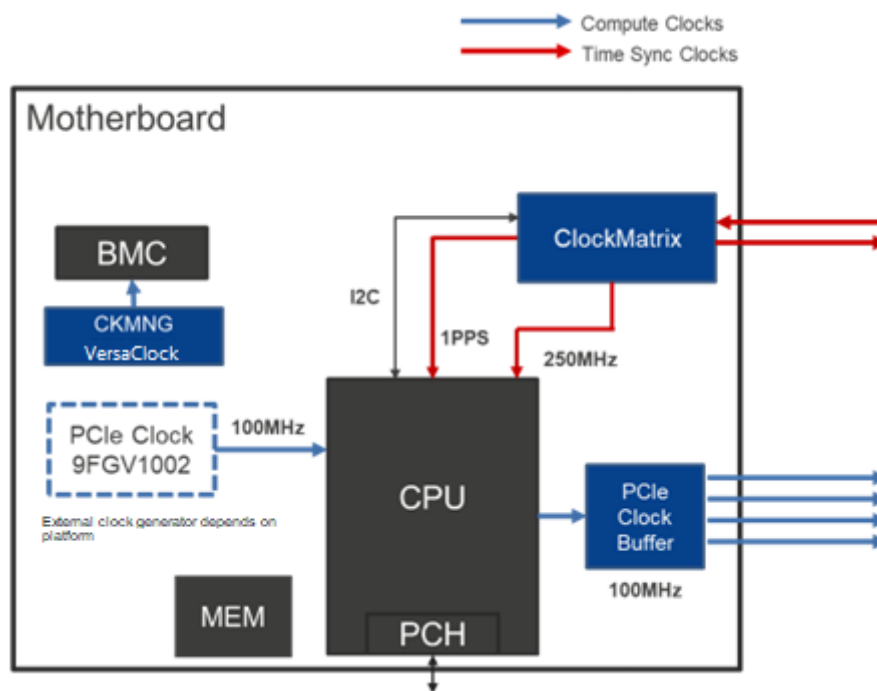 Compute Clocks
Time Sync Clocks
Motherboard
ClockMatrix
BMC
CKMNG
VersaClock
I2C
1PPS
250MHz
PCIe Clock
9FGV1002
100MHz
External clock generator depends on
platform
CPU
PCIe
Clock
Buffer
100MHz
MEM
PCH